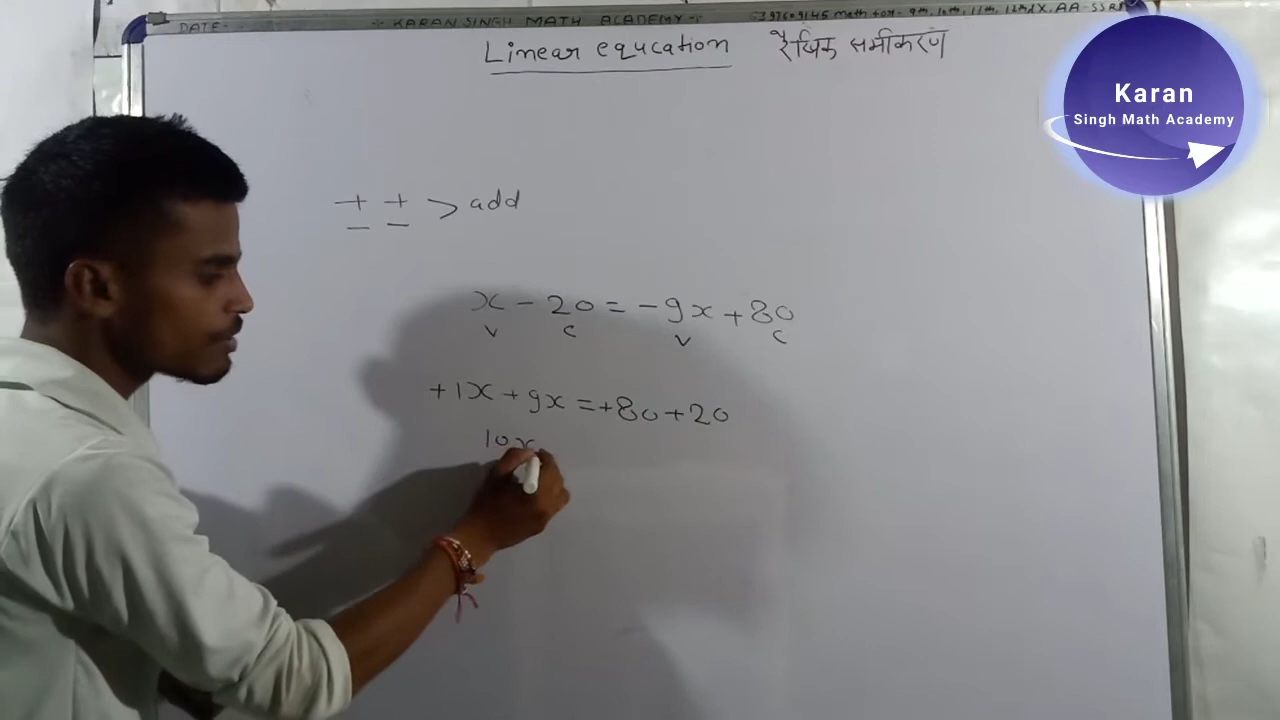 DATE:-
KARAN SINGH MATH ACADEMY
Karan
Singh Math Academy
Linear equcation रैखिक समीकरण
+ + > add
− −
x − 20 = −9x + 80
v c v c
+1x + 9x = +80 + 20
10x